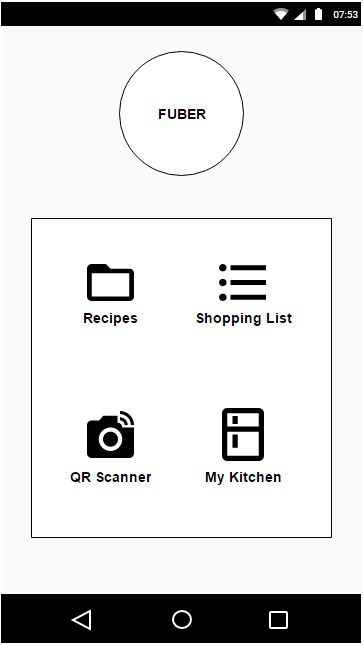 07:53
FUBER
Recipes
Shopping List
QR Scanner
My Kitchen